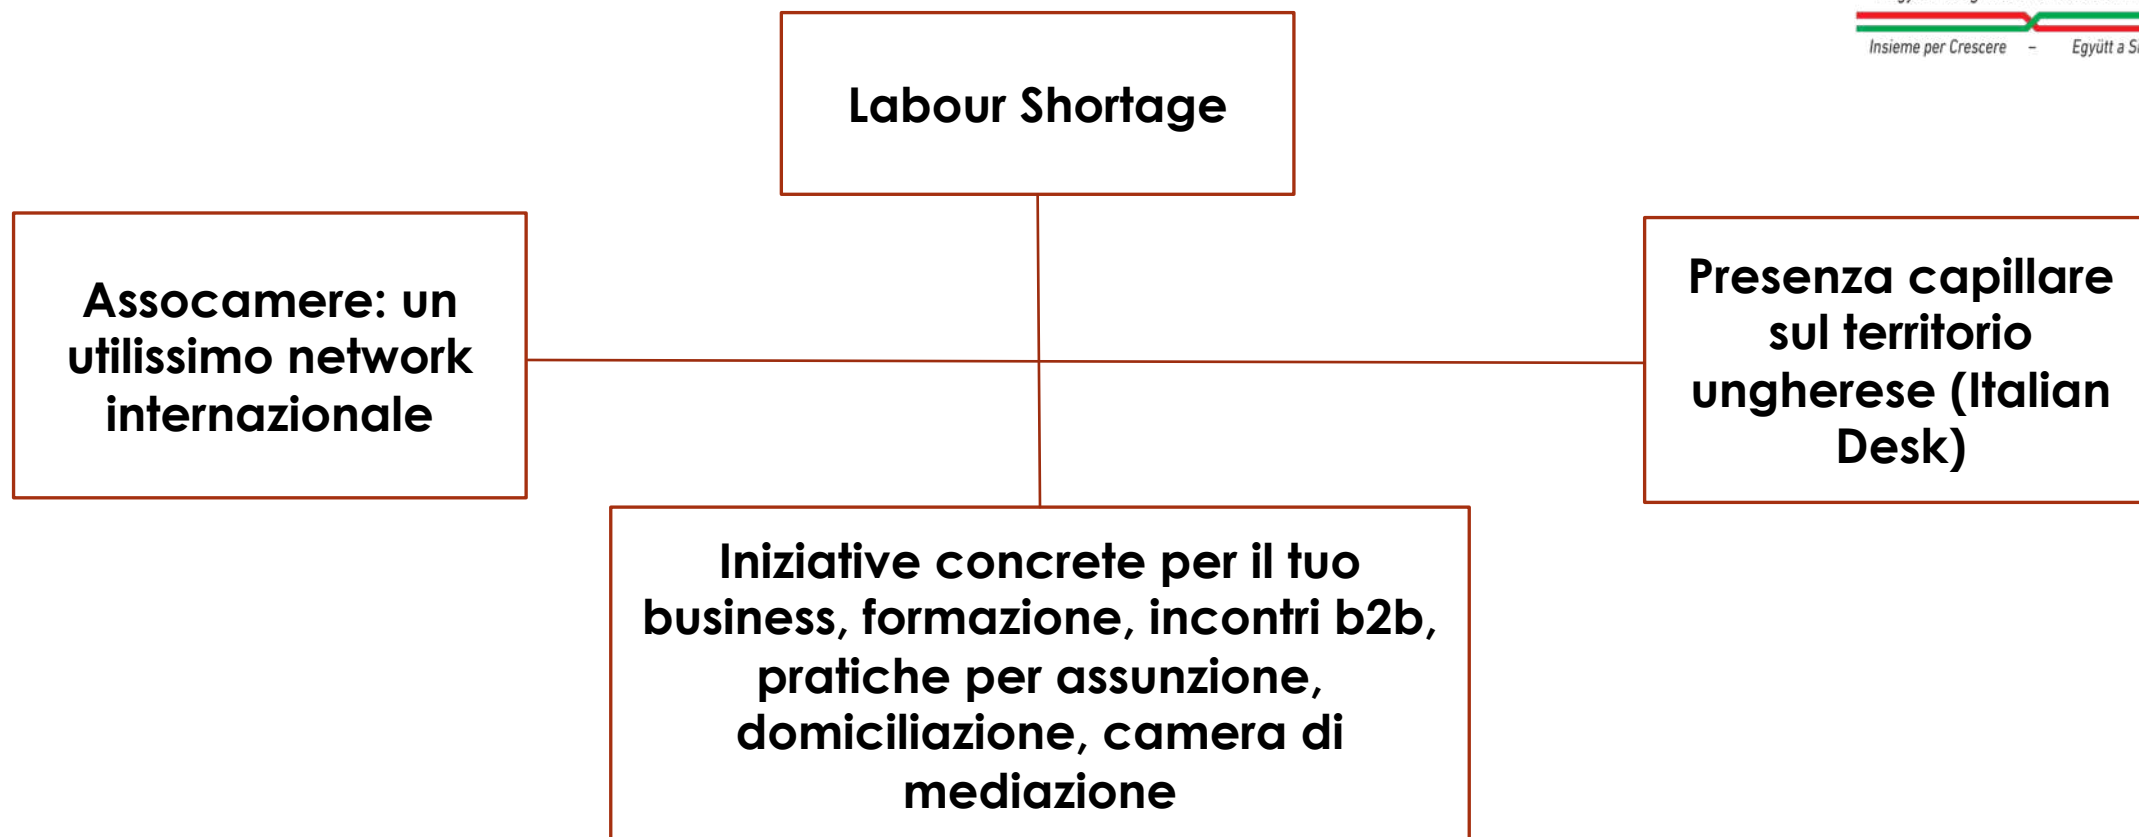 Insieme per Crescere – Együtt a
Labour Shortage
Assocamere: un
utilissimo network
internazionale
Presenza capillare
sul territorio
ungherese (Italian
Desk)
Iniziative concrete per il tuo
business, formazione, incontri b2b,
pratiche per assunzione,
domiciliazione, camera di
mediazione